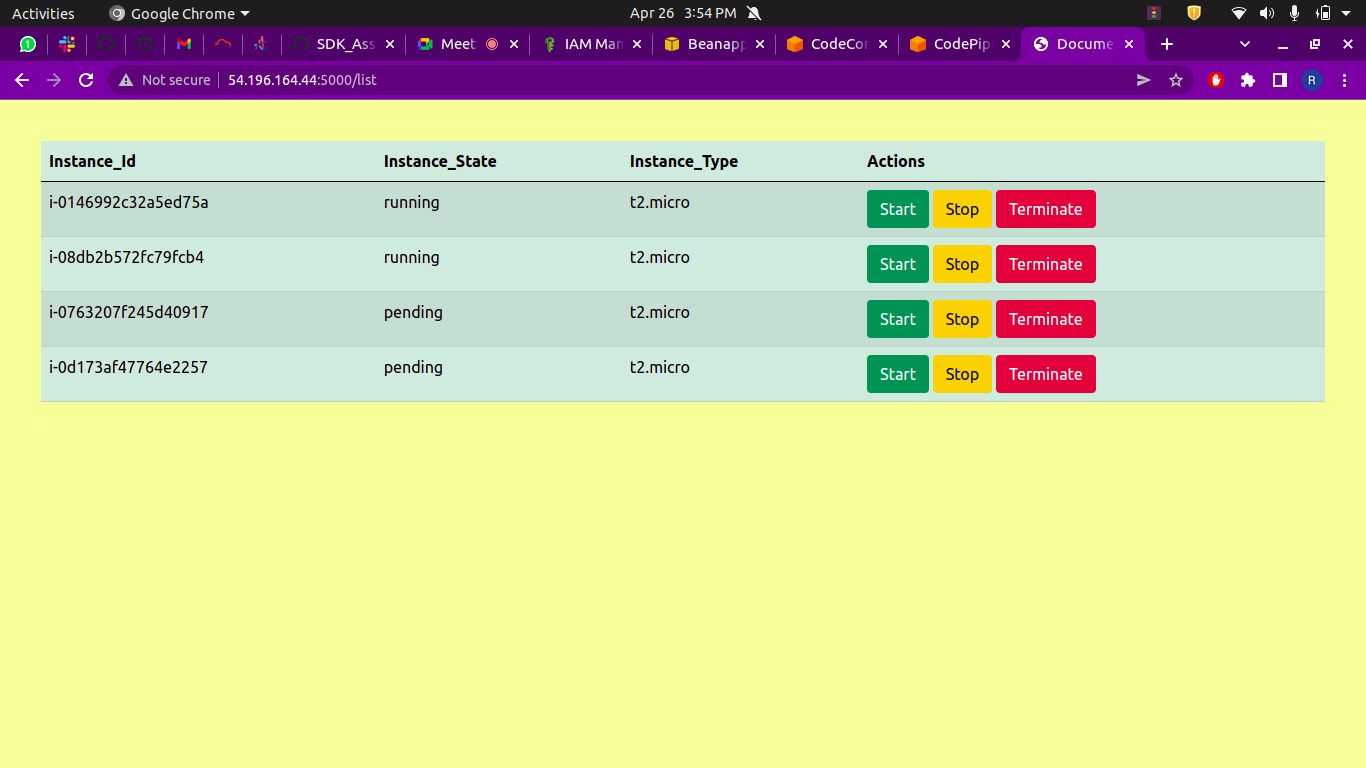 Activities Google Chrome Apr 26 3:54 PM
1 SDK_Ass Meet IAM Man Beanapp CodeCor CodePip Docume
Not secure 54.196.164.44:5000/list R
Instance_Id Instance_State Instance_Type Actions
i-0146992c32a5ed75a running t2.micro Start Stop Terminate
i-08db2b572fc79fcb4 running t2.micro Start Stop Terminate
i-0763207f245d40917 pending t2.micro Start Stop Terminate
i-0d173af47764e2257 pending t2.micro Start Stop Terminate